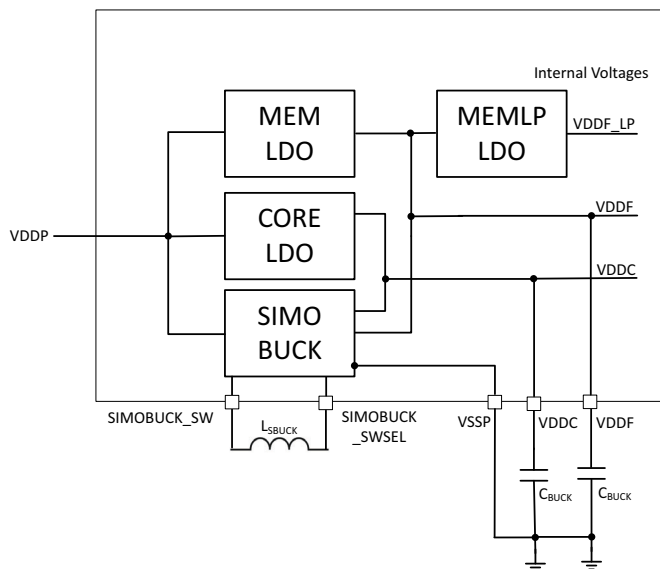 Internal Voltages
MEM
LDO
MEMLP
LDO
VDDF_LP
CORE
LDO
VDDF
VDDP
VDDC
SIMO
BUCK
SIMOBUCK_SW
SIMOBUCK
_SWSEL
VSSP
VDDC
VDDF
LSBUCK
CBUCK
CBUCK